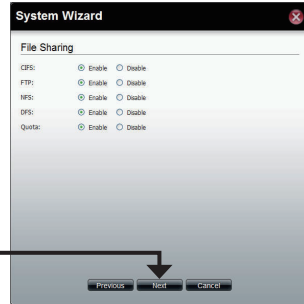 System Wizard
File Sharing
CIFS: Enable Disable
FTP: Enable Disable
NFS: Enable Disable
DFS: Enable Disable
Quota: Enable Disable
Previous Next Cancel